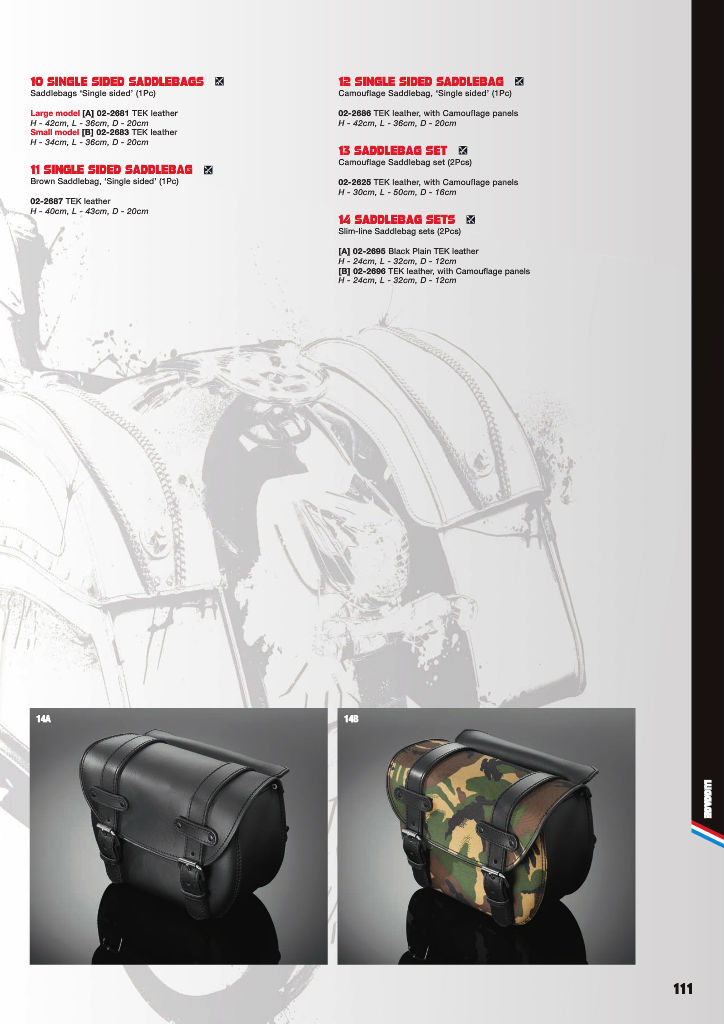 10 SINGLE SIDED SADDLEBAGS
Saddlebags ‘Single sided’ (1Pc)
Large model [A] 02-2681 TEK leather
H - 42cm, L - 36cm, D - 20cm
Small model [B] 02-2683 TEK leather
H - 34cm, L - 36cm, D - 20cm
11 SINGLE SIDED SADDLEBAG
Brown Saddlebag, ‘Single sided’ (1Pc)
02-2687 TEK leather
H - 40cm, L - 43cm, D - 20cm
12 SINGLE SIDED SADDLEBAG
Camouflage Saddlebag, ‘Single sided’ (1Pc)
02-2686 TEK leather, with Camouflage panels
H - 42cm, L - 36cm, D - 20cm
13 SADDLEBAG SET
Camouflage Saddlebag set (2Pcs)
02-2625 TEK leather, with Camouflage panels
H - 30cm, L - 50cm, D - 16cm
14 SADDLEBAG SETS
Slim-line Saddlebag sets (2Pcs)
[A] 02-2695 Black Plain TEK leather
H - 24cm, L - 32cm, D - 12cm
[B] 02-2696 TEK leather, with Camouflage panels
H - 24cm, L - 32cm, D - 12cm
14A
14B
LUGGAGE
111